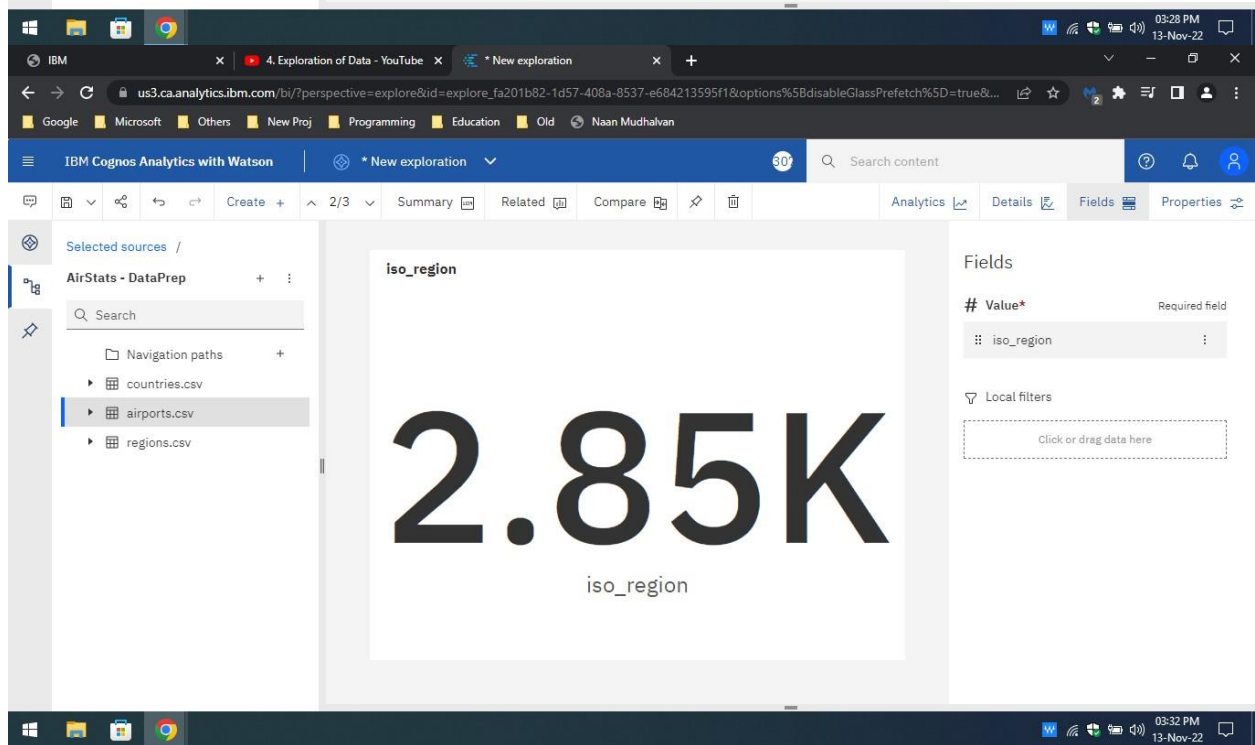 03:28 PM
13-Nov-22
IBM
4. Exploration of Data - YouTube
* New exploration
us3.ca.analytics.ibm.com/bi/?perspective=explore&id=explore_fa201b82-1d57-408a-8537-e684213595f1&options%5BdisableGlassPrefetch%5D=true&...
2
Google Microsoft Others New Proj Programming Education Old Naan Mudhalvan
IBM Cognos Analytics with Watson * New exploration Search content
Create + 2/3 Summary Related Compare Analytics Details Fields Properties
Selected sources /
AirStats - DataPrep
Search
Navigation paths
countries.csv
airports.csv
regions.csv
iso_region
2.85K
iso_region
Fields
# Value* Required field
iso_region
Local filters
Click or drag data here
03:32 PM
13-Nov-22